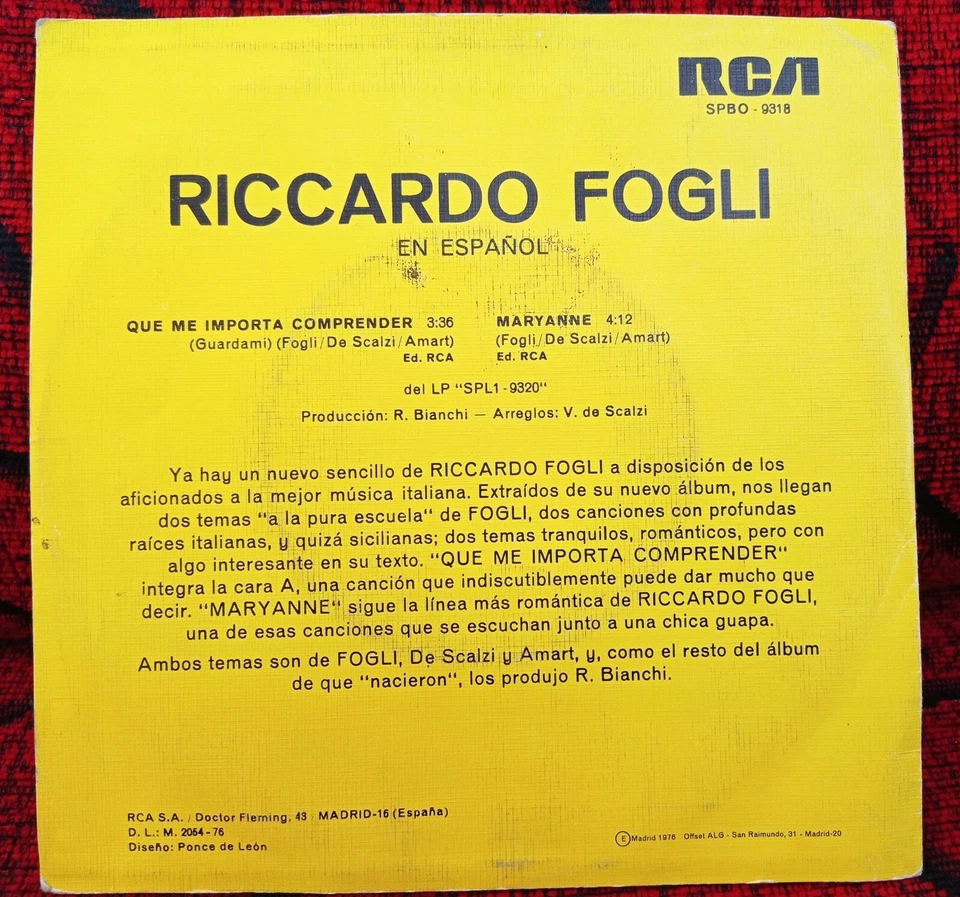 RCA
SPBO - 9318
RICCARDO FOGLI
EN ESPAÑOL
QUE ME IMPORTA COMPRENDER 3:36
(Guardami) (Fogli/De Scalzi/Amart)
Ed. RCA
MARYANNE 4:12
(Fogli/De Scalzi/Amart)
Ed. RCA
del LP "SPL1-9320"
Producción: R. Bianchi — Arreglos: V. de Scalzi
Ya hay un nuevo sencillo de RICCARDO FOGLI a disposición de los
aficionados a la mejor música italiana. Extraídos de su nuevo álbum, nos llegan
dos temas "a la pura escuela" de FOGLI, dos canciones con profundas
raíces italianas, y quizá sicilianas; dos temas tranquilos, románticos, pero con
algo interesante en su texto. "QUE ME IMPORTA COMPRENDER"
integra la cara A, una canción que indiscutiblemente puede dar mucho que
decir. "MARYANNE" sigue la línea más romántica de RICCARDO FOGLI,
una de esas canciones que se escuchan junto a una chica guapa.
Ambos temas son de FOGLI, De Scalzi y Amart, y, como el resto del álbum
de que "nacieron", los produjo R. Bianchi.
RCA S.A. / Doctor Fleming, 43 / MADRID-16 (España)
D. L.: M. 2054-76
Diseño: Ponce de León
E Madrid 1976 Offset ALG - San Raimundo, 31 - Madrid-20